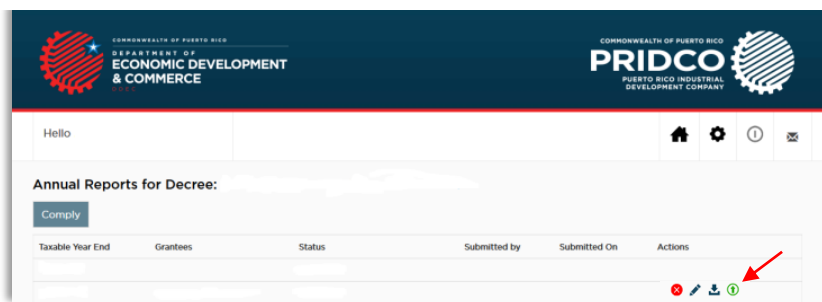 COMMONWEALTH OF PUERTO RICO
DEPARTMENT OF
ECONOMIC DEVELOPMENT
& COMMERCE
DDEC
COMMONWEALTH OF PUERTO RICO
PRIDCO
PUERTO RICO INDUSTRIAL
DEVELOPMENT COMPANY
Hello
Annual Reports for Decree:
Comply
Taxable Year End Grantees Status Submitted by Submitted On Actions